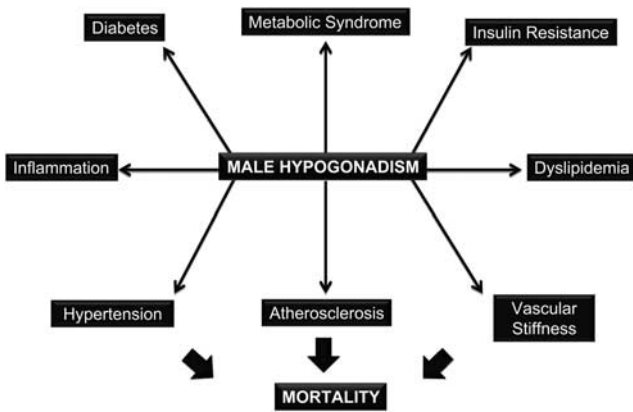 Diabetes
Metabolic Syndrome
Insulin Resistance
Inflammation
MALE HYPOGONADISM
Dyslipidemia
Hypertension
Atherosclerosis
Vascular
Stiffness
MORTALITY